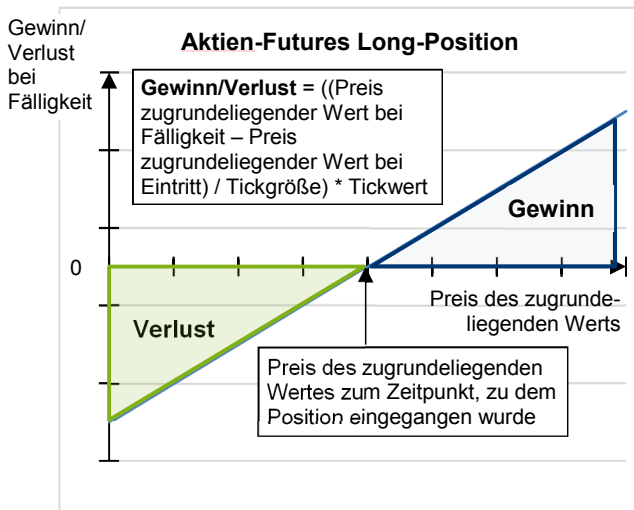 Gewinn/
Verlust
bei
Fälligkeit
Aktien-Futures Long-Position
Gewinn/Verlust = ((Preis
zugrundeliegender Wert bei
Fälligkeit – Preis
zugrundeliegender Wert bei
Eintritt) / Tickgröße) * Tickwert
Gewinn
0
Preis des zugrunde-
liegenden Werts
Verlust
Preis des zugrundeliegenden
Wertes zum Zeitpunkt, zu dem
Position eingegangen wurde